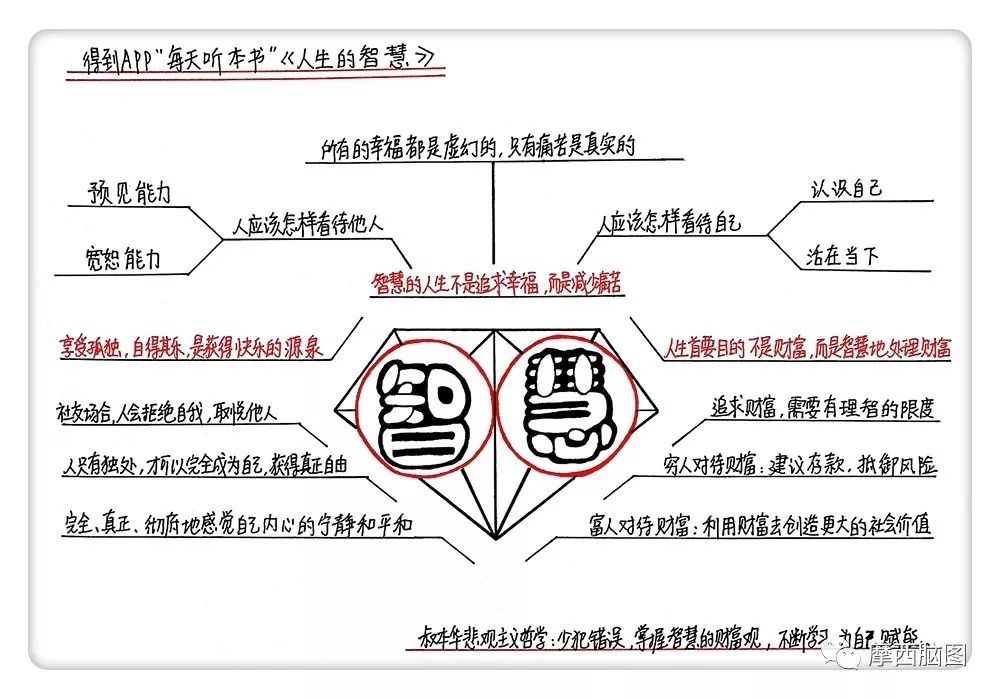 得到APP“每天听本书”《人生的智慧》
所有的幸福都是虚幻的,只有痛苦是真实的
预见能力
宽恕能力
人应该怎样看待他人
人应该怎样看待自己
认识自己
活在当下
智慧的人生不是追求幸福,而是减少痛苦
享受孤独,自得其乐,是获得快乐的源泉
人生首要目的不是财富,而是智慧地处理财富
智慧
社交场合,人会拒绝自我,取悦他人
追求财富,需要有理智的限度
人只有独处,才可以完全成为自己,获得真正自由
穷人对待财富:建议存款,抵御风险
完全、真正、彻府地感觉自己内心的宁静和平和
富人对待财富:利用财富去创造更大的社会价值
叔本华悲观主义哲学:少犯错误,掌握智慧的财富观,不断学习为自己赋能
摩西脑图